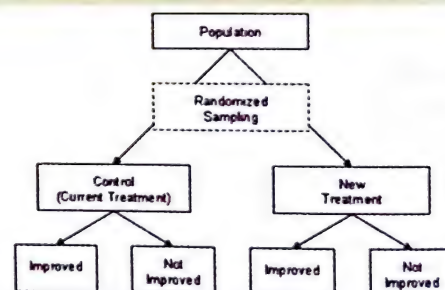 Population
Randomized
Sampling
Control
(Current Treatment)
New
Treatment
Improved
Not
Improved
Improved
Not
Improved